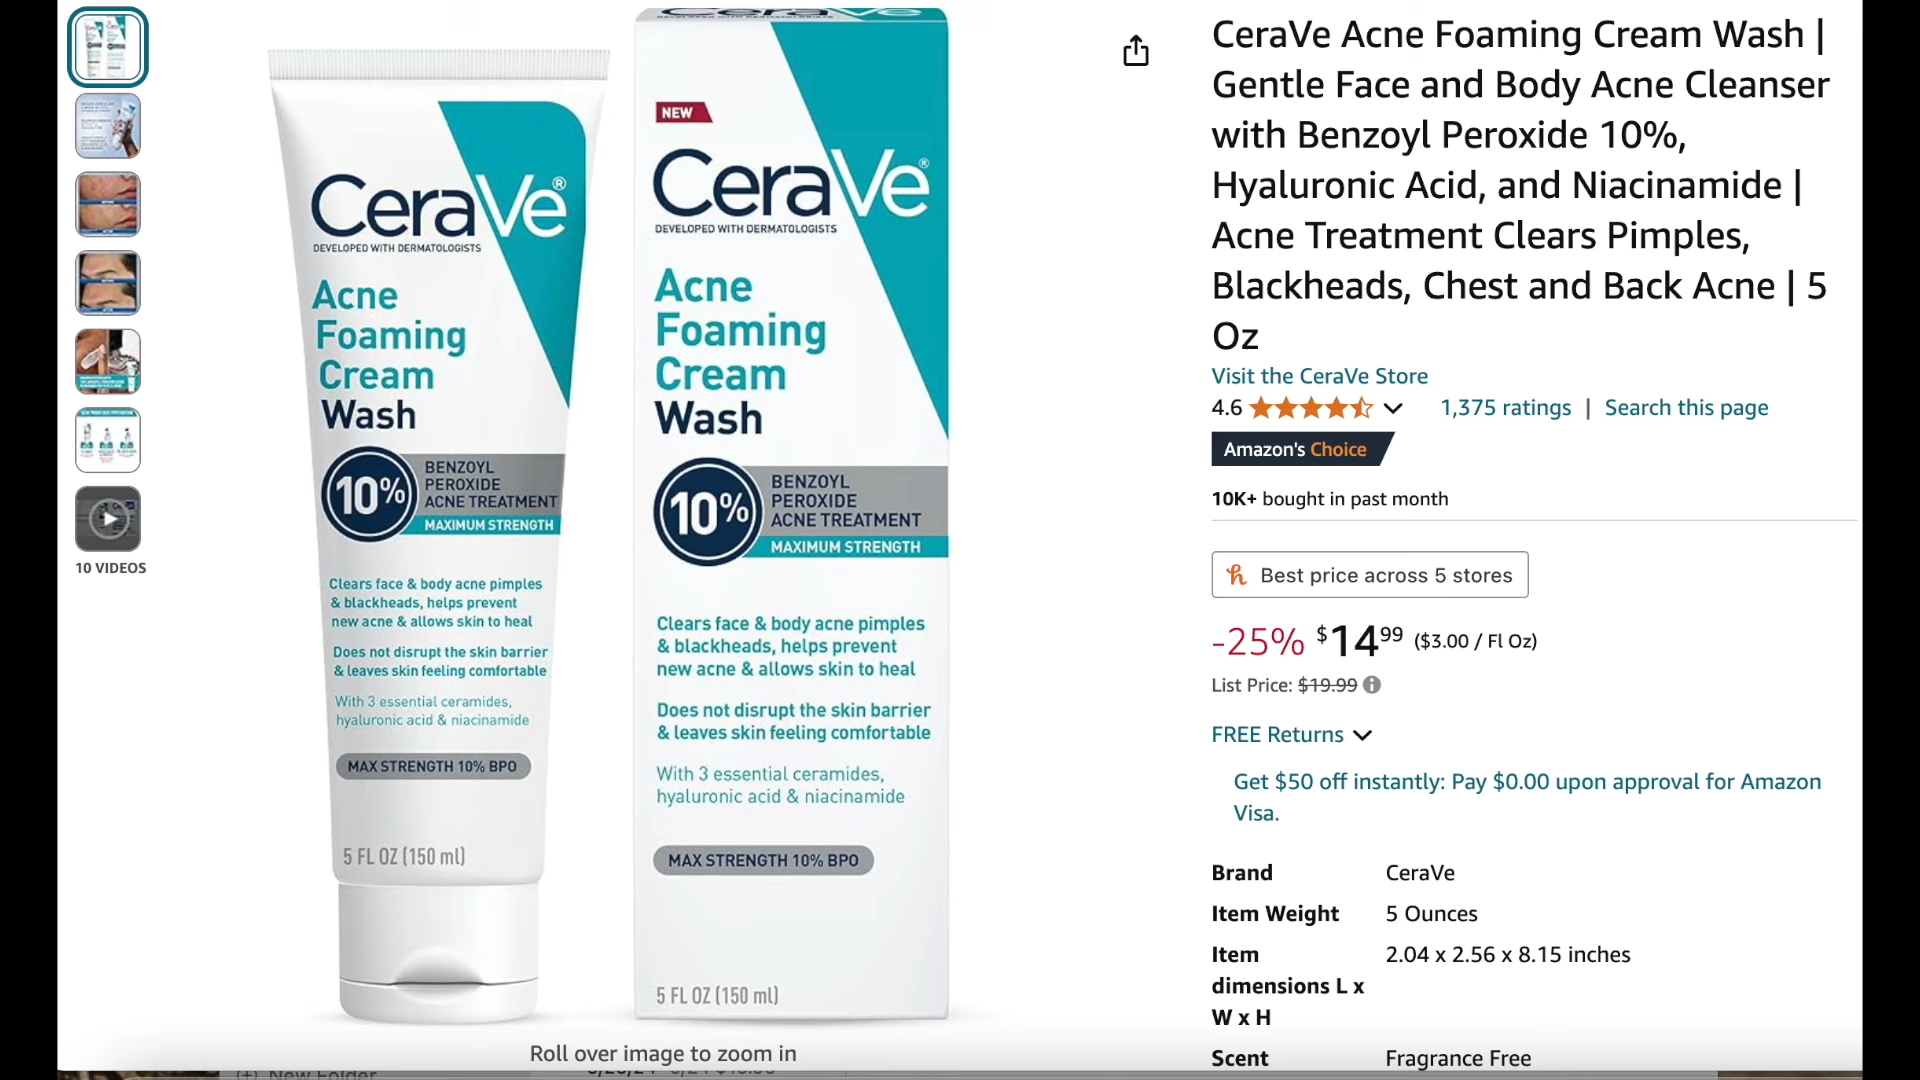 10 VIDEOS
CeraVe®
DEVELOPED WITH DERMATOLOGISTS
Acne
Foaming
Cream
Wash
10%
BENZOYL
PEROXIDE
ACNE TREATMENT
MAXIMUM STRENGTH
Clears face & body acne pimples
& blackheads, helps prevent
new acne & allows skin to heal
Does not disrupt the skin barrier
& leaves skin feeling comfortable
With 3 essential ceramides,
hyaluronic acid & niacinamide
MAX STRENGTH 10% BPO
5 FL OZ (150 ml)
NEW
CeraVe®
DEVELOPED WITH DERMATOLOGISTS
Acne
Foaming
Cream
Wash
10%
BENZOYL
PEROXIDE
ACNE TREATMENT
MAXIMUM STRENGTH
Clears face & body acne pimples
& blackheads, helps prevent
new acne & allows skin to heal
Does not disrupt the skin barrier
& leaves skin feeling comfortable
With 3 essential ceramides,
hyaluronic acid & niacinamide
MAX STRENGTH 10% BPO
5 FL OZ (150 ml)
Roll over image to zoom in
New Folder
CeraVe Acne Foaming Cream Wash |
Gentle Face and Body Acne Cleanser
with Benzoyl Peroxide 10%,
Hyaluronic Acid, and Niacinamide |
Acne Treatment Clears Pimples,
Blackheads, Chest and Back Acne | 5
Oz
Visit the CeraVe Store
4.6 1,375 ratings | Search this page
Amazon's Choice
10K+ bought in past month
Best price across 5 stores
-25% $14.99 ($3.00 / Fl Oz)
List Price: $19.99
FREE Returns
Get $50 off instantly: Pay $0.00 upon approval for Amazon
Visa.
Brand CeraVe
Item Weight 5 Ounces
Item 2.04 x 2.56 x 8.15 inches
dimensions L x
W x H
Scent Fragrance Free